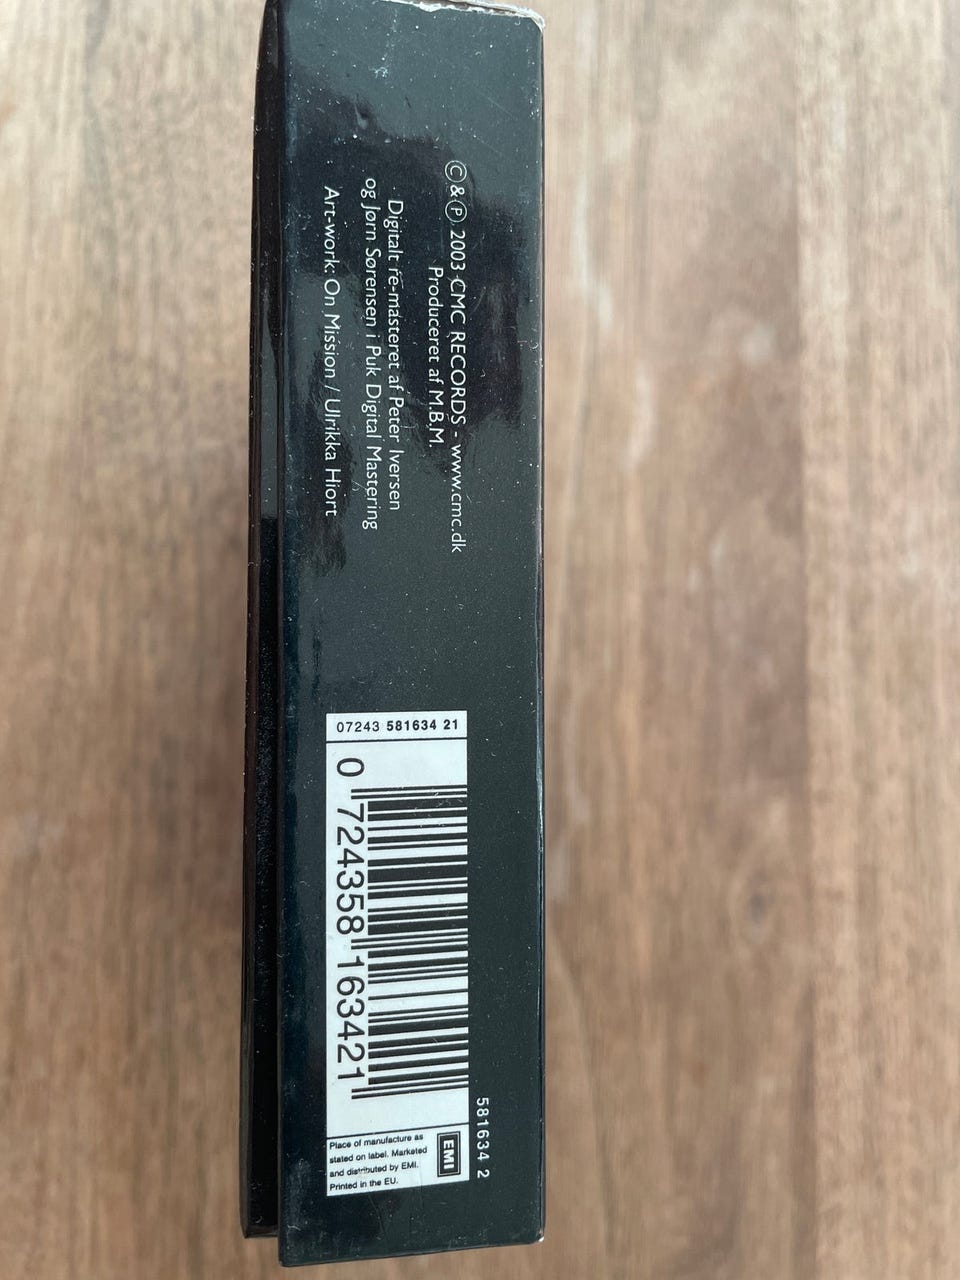 Ⓒ & Ⓟ 2003 CMC RECORDS - www.cmc.dk
Produceret af M.B.M.
Digitalt re-masteret af Peter Iversen
og Jørn Sørensen i Puk Digital Mastering
Art-work: On Mission / Ulrikka Hiort
07243 581634 21
0 724358 163421
581634 2
EMI
Place of manufacture as
stated on label. Marketed
and distributed by EMI.
Printed in the EU.